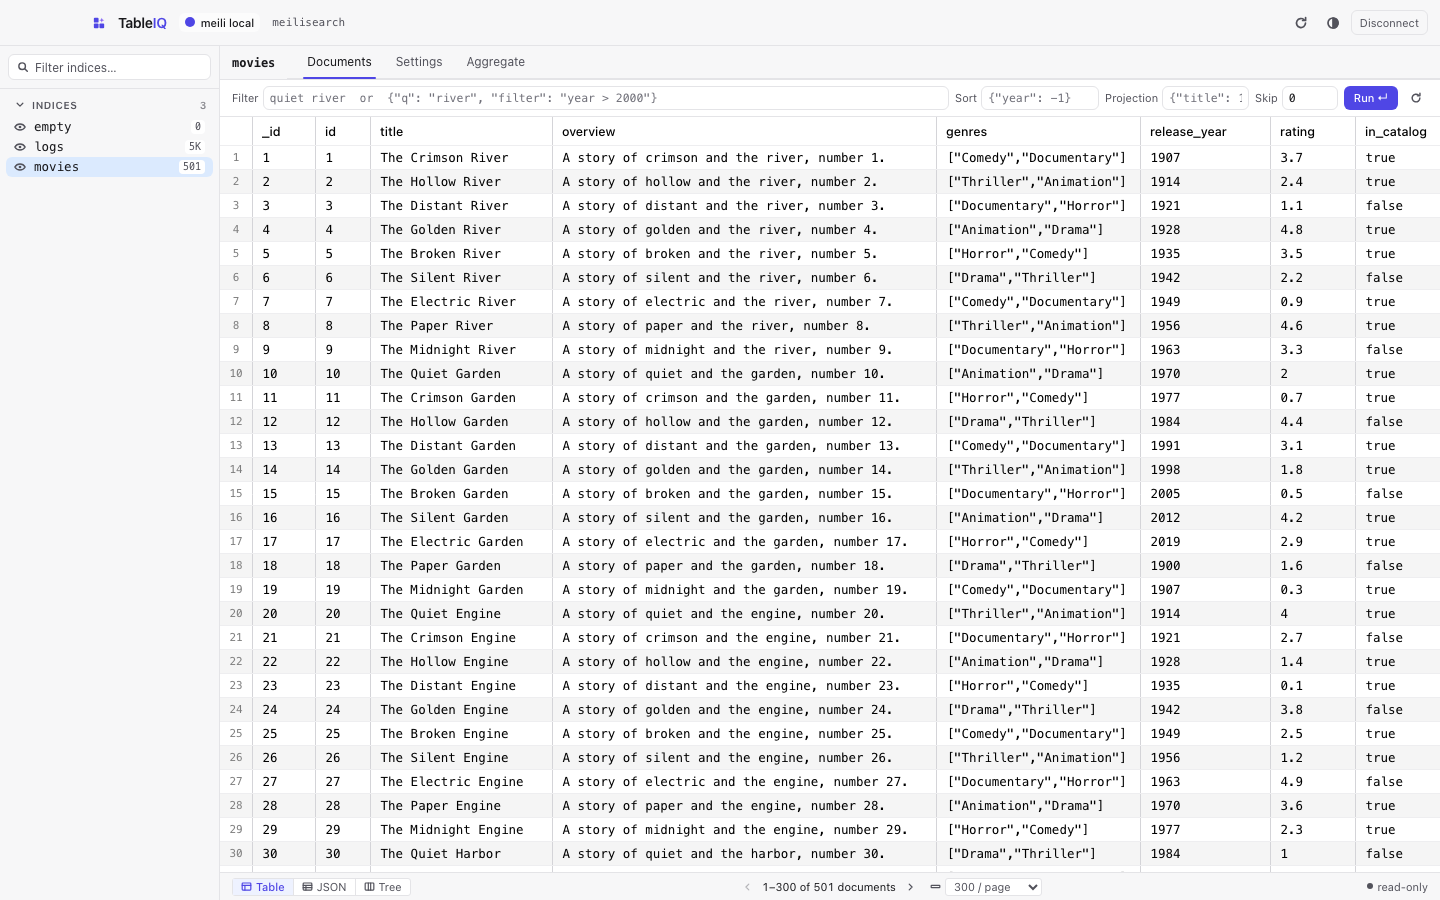 TableIQ meili local meilisearch Disconnect
Filter indices...
INDICES 3
empty 0
logs 5K
movies 501
movies Documents Settings Aggregate
Filter quiet river or {"q": "river", "filter": "year > 2000"} Sort {"year": -1} Projection {"title": 1 Skip 0 Run
_id id title overview genres release_year rating in_catalog
1 1 1 The Crimson River A story of crimson and the river, number 1. ["Comedy","Documentary"] 1907 3.7 true
2 2 2 The Hollow River A story of hollow and the river, number 2. ["Thriller","Animation"] 1914 2.4 true
3 3 3 The Distant River A story of distant and the river, number 3. ["Documentary","Horror"] 1921 1.1 false
4 4 4 The Golden River A story of golden and the river, number 4. ["Animation","Drama"] 1928 4.8 true
5 5 5 The Broken River A story of broken and the river, number 5. ["Horror","Comedy"] 1935 3.5 true
6 6 6 The Silent River A story of silent and the river, number 6. ["Drama","Thriller"] 1942 2.2 false
7 7 7 The Electric River A story of electric and the river, number 7. ["Comedy","Documentary"] 1949 0.9 true
8 8 8 The Paper River A story of paper and the river, number 8. ["Thriller","Animation"] 1956 4.6 true
9 9 9 The Midnight River A story of midnight and the river, number 9. ["Documentary","Horror"] 1963 3.3 false
10 10 10 The Quiet Garden A story of quiet and the garden, number 10. ["Animation","Drama"] 1970 2 true
11 11 11 The Crimson Garden A story of crimson and the garden, number 11. ["Horror","Comedy"] 1977 0.7 true
12 12 12 The Hollow Garden A story of hollow and the garden, number 12. ["Drama","Thriller"] 1984 4.4 false
13 13 13 The Distant Garden A story of distant and the garden, number 13. ["Comedy","Documentary"] 1991 3.1 true
14 14 14 The Golden Garden A story of golden and the garden, number 14. ["Thriller","Animation"] 1998 1.8 true
15 15 15 The Broken Garden A story of broken and the garden, number 15. ["Documentary","Horror"] 2005 0.5 false
16 16 16 The Silent Garden A story of silent and the garden, number 16. ["Animation","Drama"] 2012 4.2 true
17 17 17 The Electric Garden A story of electric and the garden, number 17. ["Horror","Comedy"] 2019 2.9 true
18 18 18 The Paper Garden A story of paper and the garden, number 18. ["Drama","Thriller"] 1900 1.6 false
19 19 19 The Midnight Garden A story of midnight and the garden, number 19. ["Comedy","Documentary"] 1907 0.3 true
20 20 20 The Quiet Engine A story of quiet and the engine, number 20. ["Thriller","Animation"] 1914 4 true
21 21 21 The Crimson Engine A story of crimson and the engine, number 21. ["Documentary","Horror"] 1921 2.7 false
22 22 22 The Hollow Engine A story of hollow and the engine, number 22. ["Animation","Drama"] 1928 1.4 true
23 23 23 The Distant Engine A story of distant and the engine, number 23. ["Horror","Comedy"] 1935 0.1 true
24 24 24 The Golden Engine A story of golden and the engine, number 24. ["Drama","Thriller"] 1942 3.8 false
25 25 25 The Broken Engine A story of broken and the engine, number 25. ["Comedy","Documentary"] 1949 2.5 true
26 26 26 The Silent Engine A story of silent and the engine, number 26. ["Thriller","Animation"] 1956 1.2 true
27 27 27 The Electric Engine A story of electric and the engine, number 27. ["Documentary","Horror"] 1963 4.9 false
28 28 28 The Paper Engine A story of paper and the engine, number 28. ["Animation","Drama"] 1970 3.6 true
29 29 29 The Midnight Engine A story of midnight and the engine, number 29. ["Horror","Comedy"] 1977 2.3 true
30 30 30 The Quiet Harbor A story of quiet and the harbor, number 30. ["Drama","Thriller"] 1984 1 false
Table JSON Tree 1–300 of 501 documents 300 / page read-only